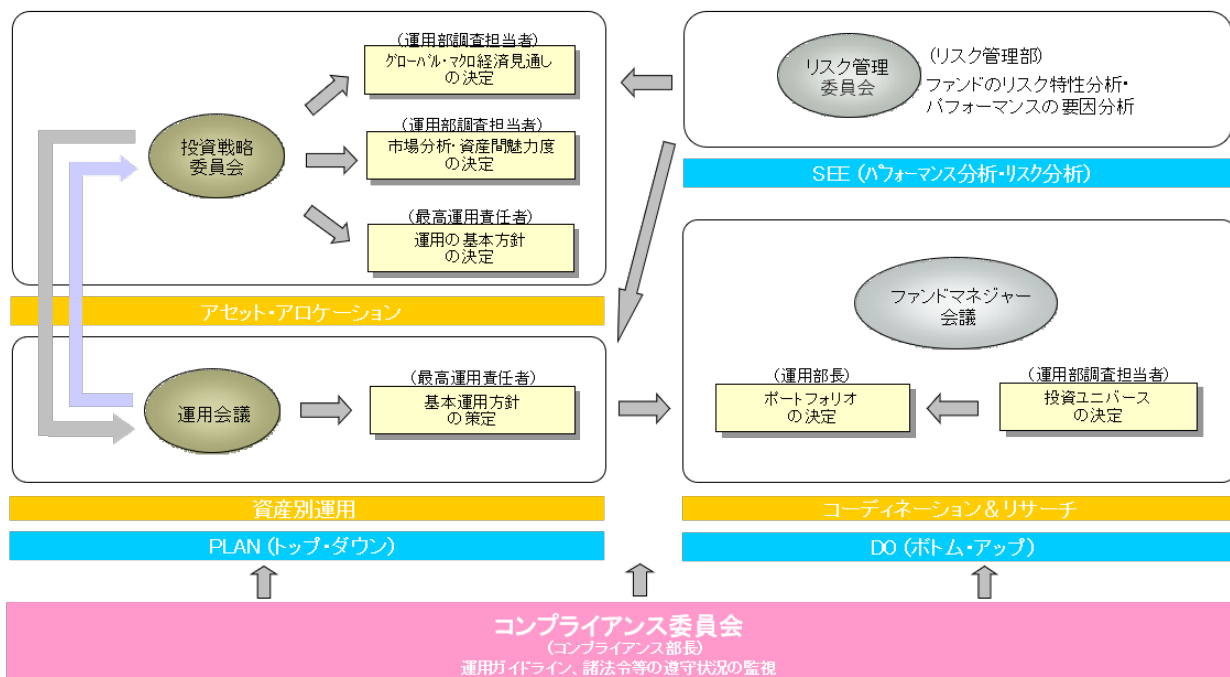 (運用部調査担当者)
グローバル・マクロ経済見通し
の決定
投資戦略
委員会
(運用部調査担当者)
市場分析・資産間魅力度
の決定
(最高運用責任者)
運用の基本方針
の決定
アセット・アロケーション
リスク管理
委員会
(リスク管理部)
ファンドのリスク特性分析・
パフォーマンスの要因分析
SEE (パフォーマンス分析・リスク分析)
運用会議
(最高運用責任者)
基本運用方針
の策定
資産別運用
PLAN (トップ・ダウン)
ファンドマネジャー
会議
(運用部長)
ポートフォリオ
の決定
(運用部調査担当者)
投資ユニバース
の決定
コーディネーション＆リサーチ
DO (ボトム・アップ)
コンプライアンス委員会
(コンプライアンス部長)
運用ガイドライン、諸法令等の遵守状況の監視